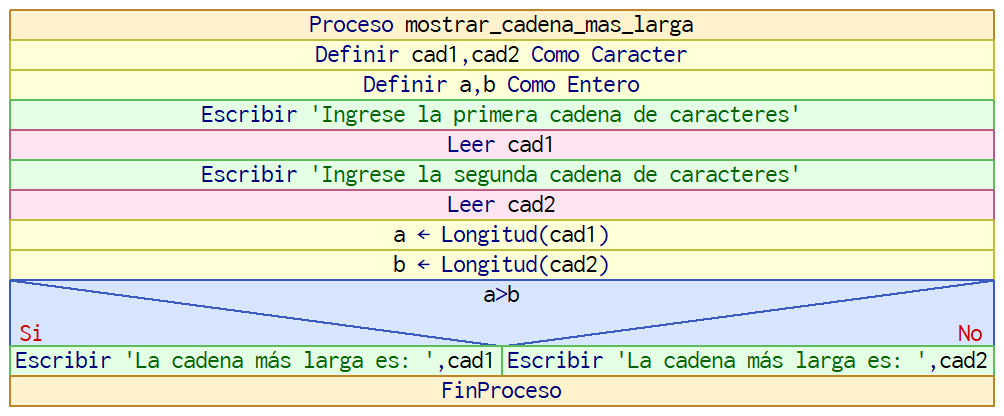 Proceso mostrar_cadena_mas_larga
Definir cad1,cad2 Como Caracter
Definir a,b Como Entero
Escribir 'Ingrese la primera cadena de caracteres'
Leer cad1
Escribir 'Ingrese la segunda cadena de caracteres'
Leer cad2
a ← Longitud(cad1)
b ← Longitud(cad2)
a>b
Si
No
Escribir 'La cadena más larga es: ',cad1
Escribir 'La cadena más larga es: ',cad2
FinProceso